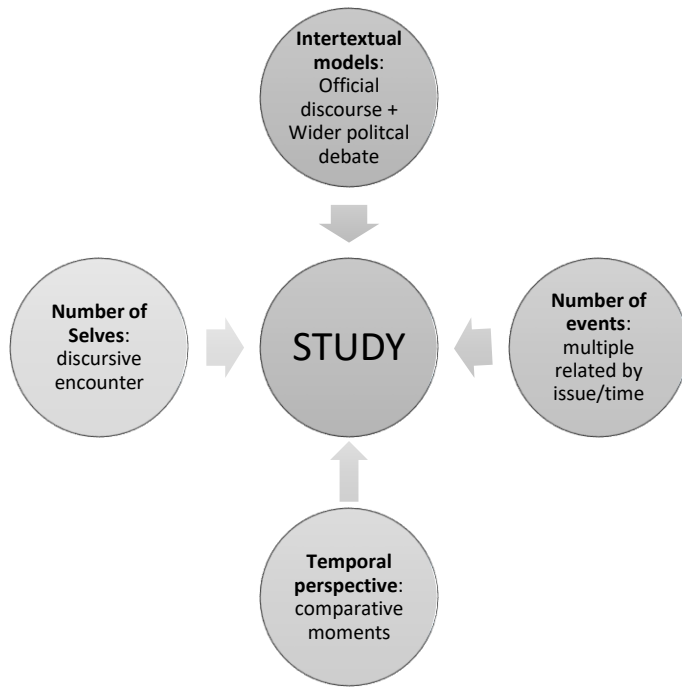 Intertextual
models:
Official
discourse +
Wider politcal
debate
Number of
Selves:
discursive
encounter
STUDY
Number of
events:
multiple
related by
issue/time
Temporal
perspective:
comparative
moments